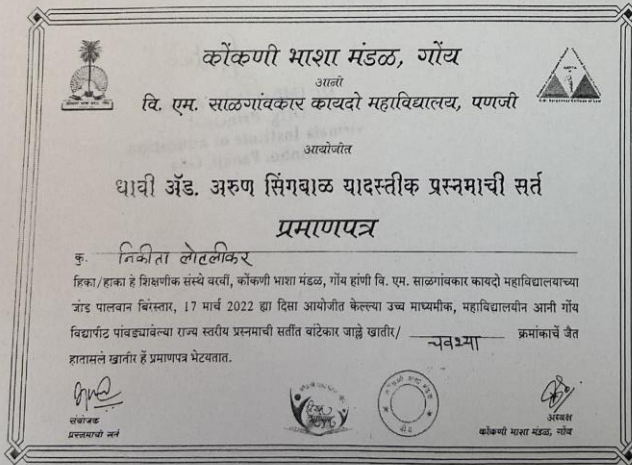 कोंकणी भाशा मंडळ, गोंय
आनी
वि. एम. साळगांवकार कायदो महाविद्यालय, पणजी
आयोजीत
धावी ॲड. अरुण सिंगबाळ यादस्तीक प्रस्नमाची सर्त
प्रमाणपत्र
कु. निकीता लोटलीकर
हिका/हाका हे शिक्षणीक संस्थे वरवीं, कोंकणी भाशा मंडळ, गोंय हांणी वि. एम. साळगांवकार कायदो महाविद्यालयाच्या
जोड पालवान बिरेस्तार, 17 मार्च 2022 ह्या दिसा आयोजीत केल्ल्या उच्च माध्यमीक, महाविद्यालयीन आनी गोंय
विद्यापीट पांवड्यावेल्या राज्य स्तरीय प्रस्नमाची सर्तींत वांटेकार जाल्ले खातीर/ चवथ्या क्रमांकाचें जैत
हातासले खातीर हें प्रमाणपत्र भेटयतात.
संयोजक
प्रस्नमाची सर्त
अध्यक्ष
कोंकणी भाशा मंडळ, गोंय